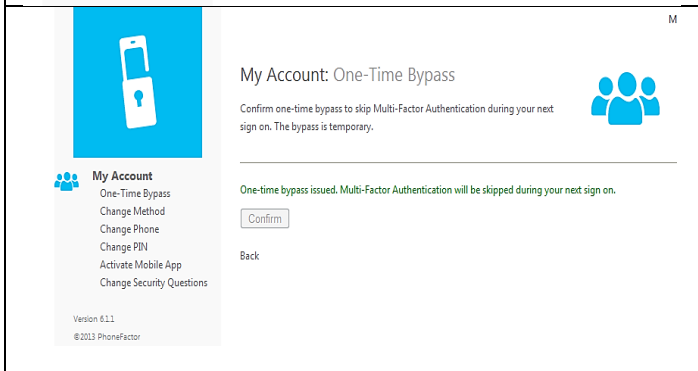 M
My Account: One-Time Bypass
Confirm one-time bypass to skip Multi-Factor Authentication during your next
sign on. The bypass is temporary.
One-time bypass issued. Multi-Factor Authentication will be skipped during your next sign on.
Confirm
Back
My Account
One-Time Bypass
Change Method
Change Phone
Change PIN
Activate Mobile App
Change Security Questions
Version 6.1.1
©2013 PhoneFactor